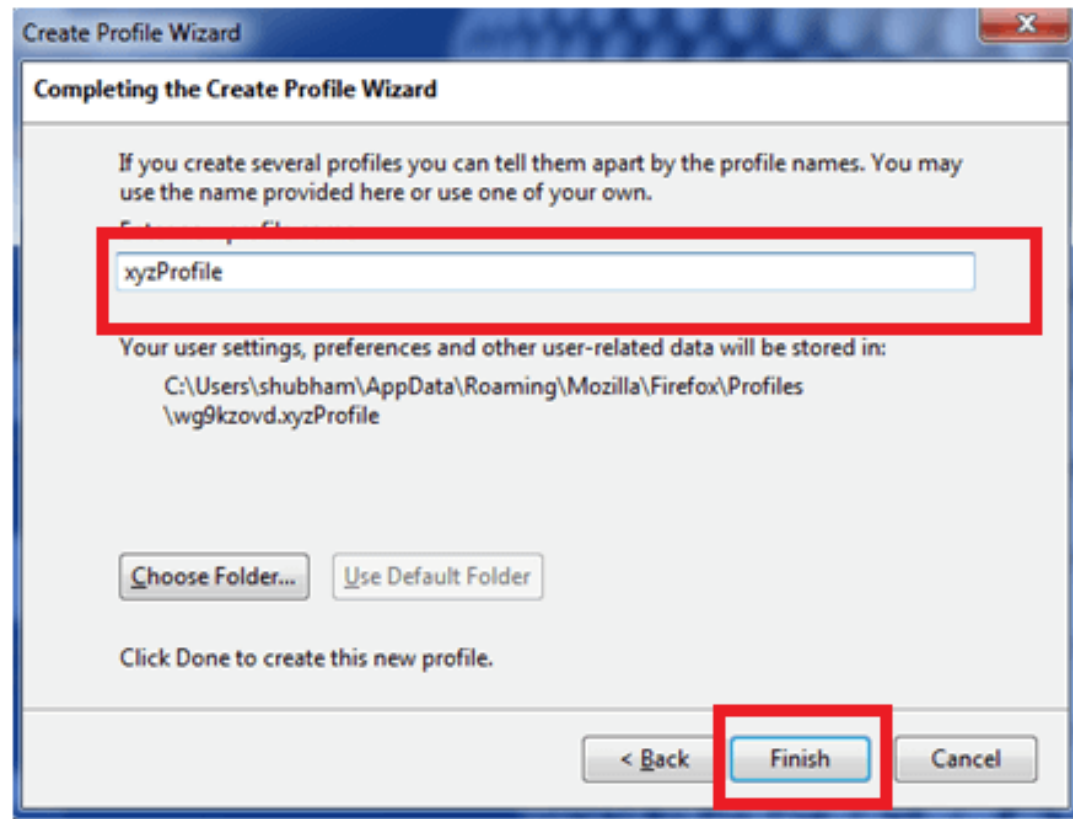 Create Profile Wizard
Completing the Create Profile Wizard
If you create several profiles you can tell them apart by the profile names. You may
use the name provided here or use one of your own.
xyzProfile
Your user settings, preferences and other user-related data will be stored in:
C:\Users\shubham\AppData\Roaming\Mozilla\Firefox\Profiles
\wg9kzovd.xyzProfile
Choose Folder... Use Default Folder
Click Done to create this new profile.
< Back Finish Cancel